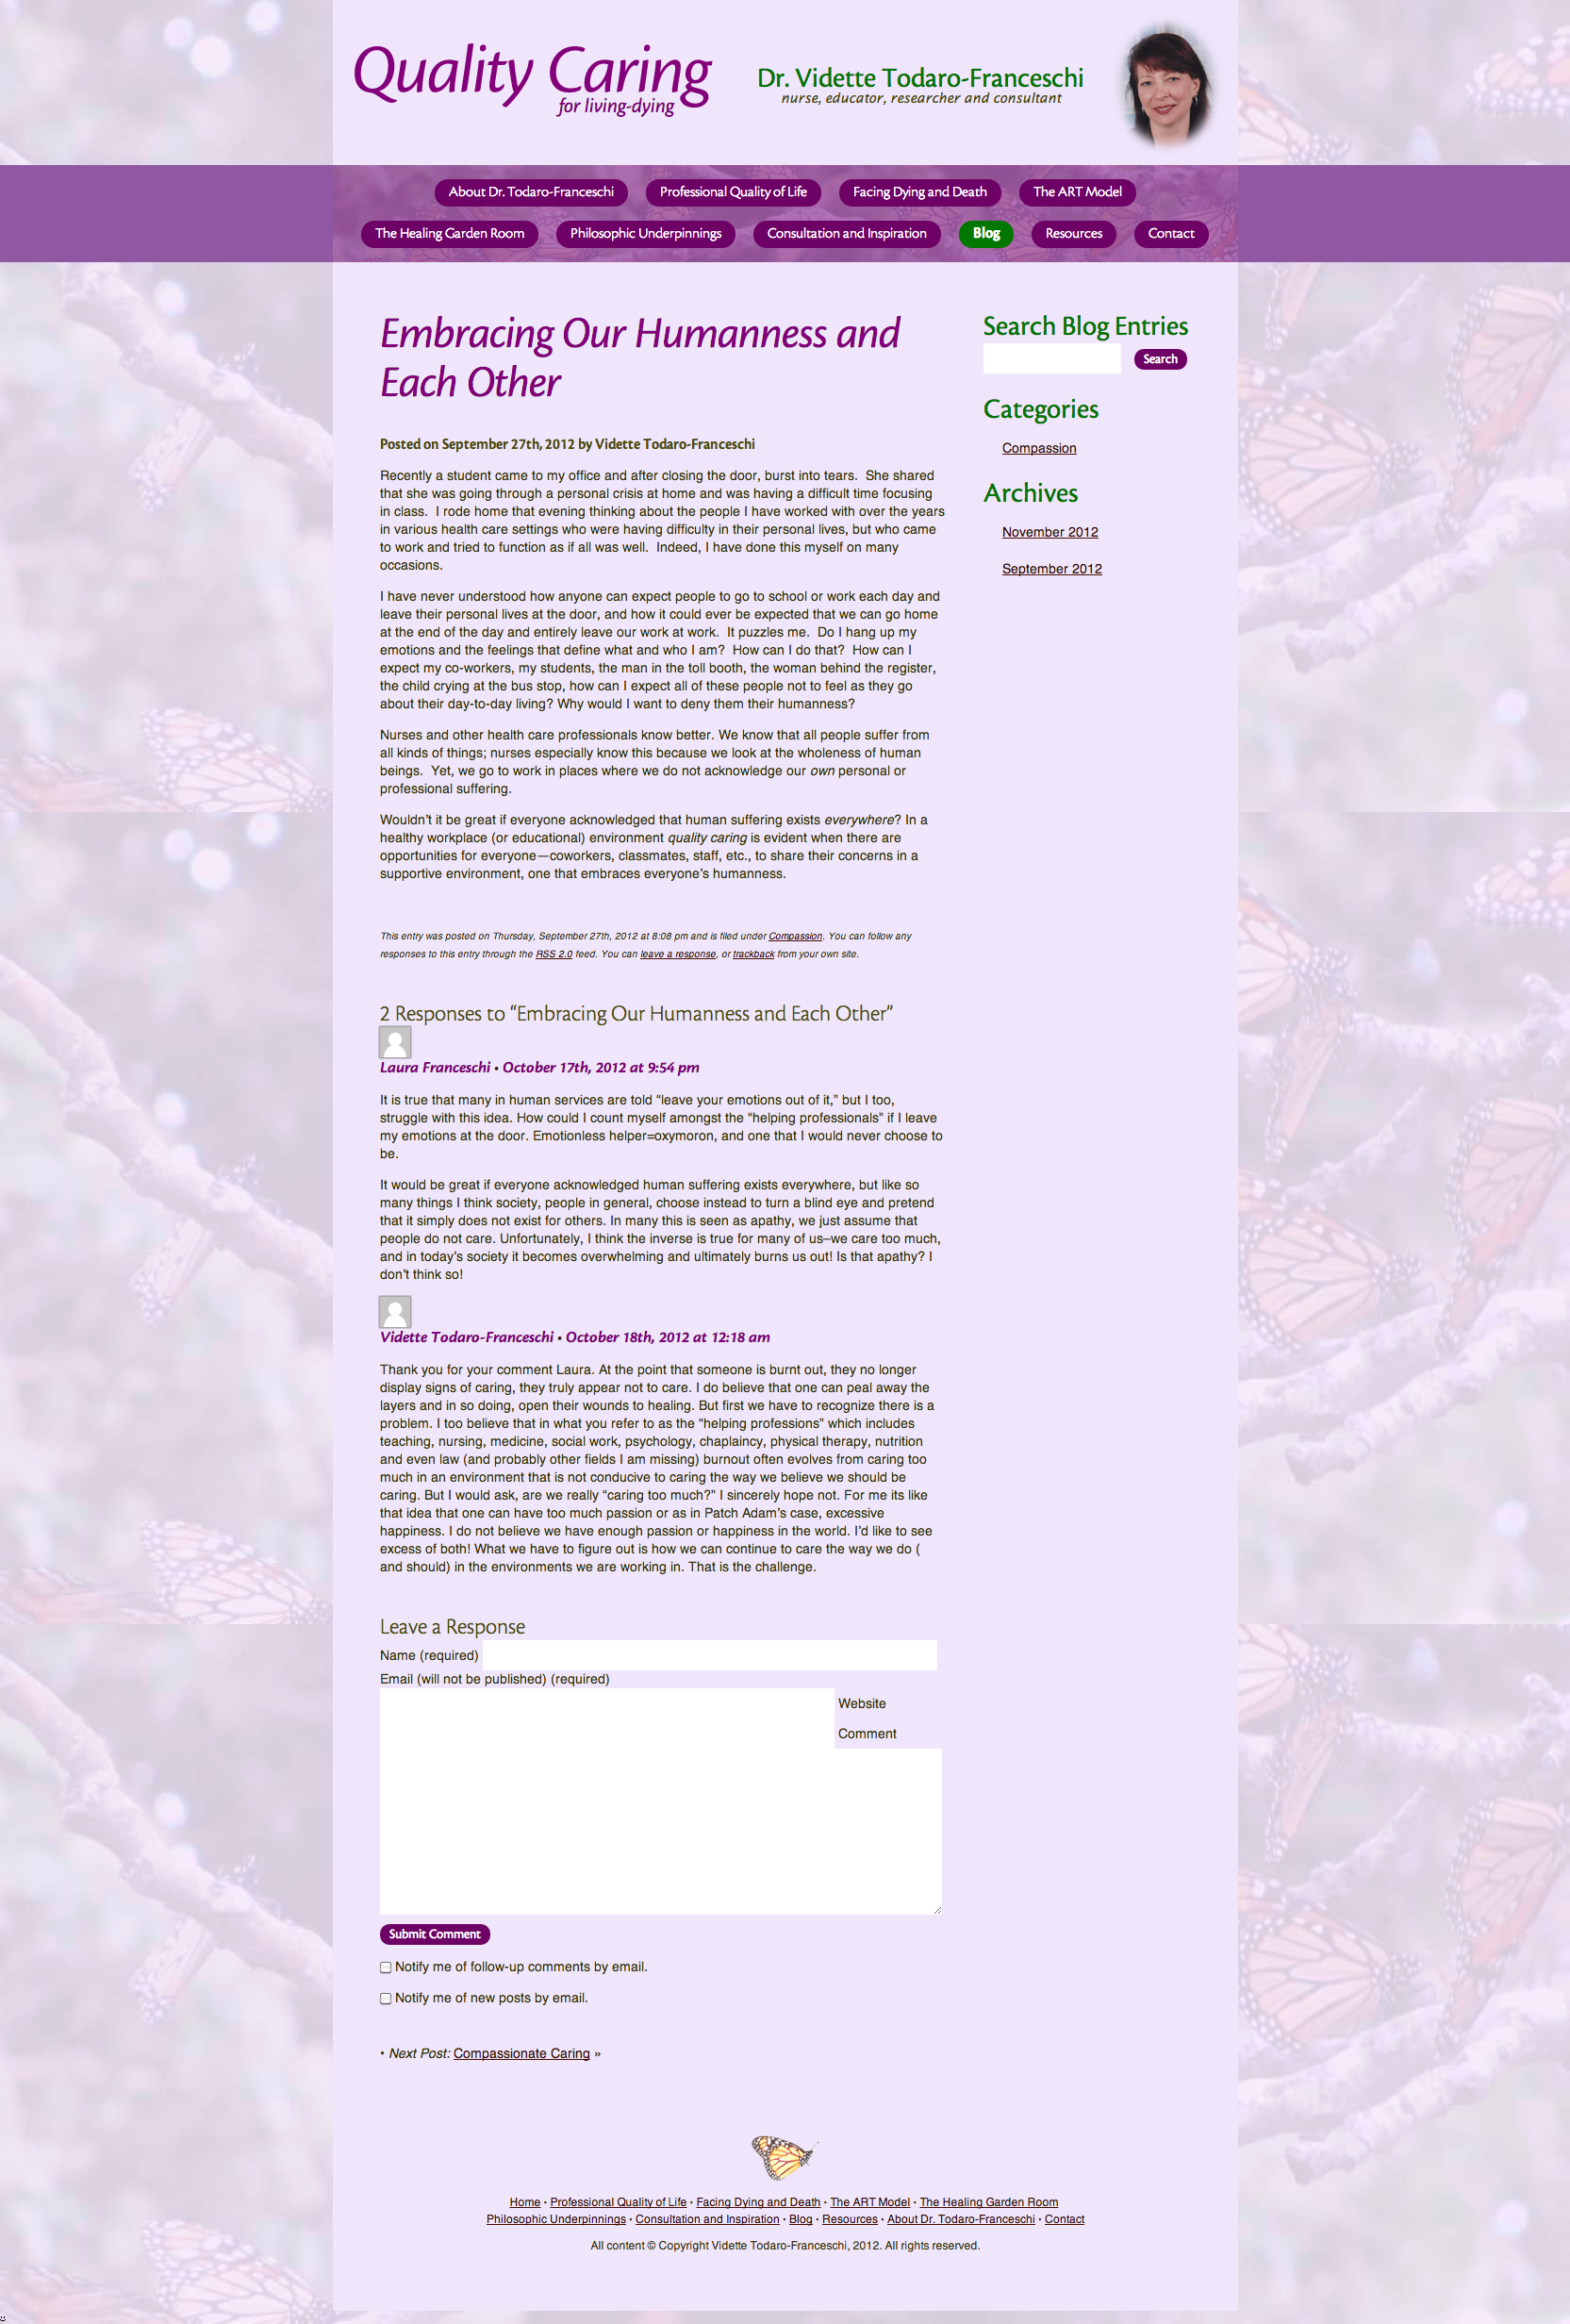 Quality Caring
for living-dying
Dr. Vidette Todaro-Franceschi
nurse, educator, researcher and consultant
About Dr. Todaro-Franceschi
Professional Quality of Life
Facing Dying and Death
The ART Model
The Healing Garden Room
Philosophic Underpinnings
Consultation and Inspiration
Blog
Resources
Contact
Embracing Our Humanness and
Each Other
Posted on September 27th, 2012 by Vidette Todaro-Franceschi
Recently a student came to my office and after closing the door, burst into tears.  She shared
that she was going through a personal crisis at home and was having a difficult time focusing
in class.  I rode home that evening thinking about the people I have worked with over the years
in various health care settings who were having difficulty in their personal lives, but who came
to work and tried to function as if all was well.  Indeed, I have done this myself on many
occasions.
I have never understood how anyone can expect people to go to school or work each day and
leave their personal lives at the door, and how it could ever be expected that we can go home
at the end of the day and entirely leave our work at work.  It puzzles me.  Do I hang up my
emotions and the feelings that define what and who I am?  How can I do that?  How can I
expect my co-workers, my students, the man in the toll booth, the woman behind the register,
the child crying at the bus stop, how can I expect all of these people not to feel as they go
about their day-to-day living? Why would I want to deny them their humanness?
Nurses and other health care professionals know better. We know that all people suffer from
all kinds of things; nurses especially know this because we look at the wholeness of human
beings.  Yet, we go to work in places where we do not acknowledge our own personal or
professional suffering.
Wouldn't it be great if everyone acknowledged that human suffering exists everywhere? In a
healthy workplace (or educational) environment quality caring is evident when there are
opportunities for everyone—coworkers, classmates, staff, etc., to share their concerns in a
supportive environment, one that embraces everyone's humanness.
This entry was posted on Thursday, September 27th, 2012 at 8:08 pm and is filed under Compassion. You can follow any
responses to this entry through the RSS 2.0 feed. You can leave a response, or trackback from your own site.
2 Responses to “Embracing Our Humanness and Each Other”
Laura Franceschi • October 17th, 2012 at 9:54 pm
It is true that many in human services are told “leave your emotions out of it,” but I too,
struggle with this idea. How could I count myself amongst the “helping professionals” if I leave
my emotions at the door. Emotionless helper=oxymoron, and one that I would never choose to
be.
It would be great if everyone acknowledged human suffering exists everywhere, but like so
many things I think society, people in general, choose instead to turn a blind eye and pretend
that it simply does not exist for others. In many this is seen as apathy, we just assume that
people do not care. Unfortunately, I think the inverse is true for many of us–we care too much,
and in today's society it becomes overwhelming and ultimately burns us out! Is that apathy? I
don't think so!
Vidette Todaro-Franceschi • October 18th, 2012 at 12:18 am
Thank you for your comment Laura. At the point that someone is burnt out, they no longer
display signs of caring, they truly appear not to care. I do believe that one can peal away the
layers and in so doing, open their wounds to healing. But first we have to recognize there is a
problem. I too believe that in what you refer to as the “helping professions” which includes
teaching, nursing, medicine, social work, psychology, chaplaincy, physical therapy, nutrition
and even law (and probably other fields I am missing) burnout often evolves from caring too
much in an environment that is not conducive to caring the way we believe we should be
caring. But I would ask, are we really “caring too much?” I sincerely hope not. For me its like
that idea that one can have too much passion or as in Patch Adam's case, excessive
happiness. I do not believe we have enough passion or happiness in the world. I'd like to see
excess of both! What we have to figure out is how we can continue to care the way we do (
and should) in the environments we are working in. That is the challenge.
Leave a Response
Name (required)
Email (will not be published) (required)
Website
Comment
Submit Comment
Notify me of follow-up comments by email.
Notify me of new posts by email.
• Next Post: Compassionate Caring »
Search Blog Entries
Search
Categories
Compassion
Archives
November 2012
September 2012
Home • Professional Quality of Life • Facing Dying and Death • The ART Model • The Healing Garden Room
Philosophic Underpinnings • Consultation and Inspiration • Blog • Resources • About Dr. Todaro-Franceschi • Contact
All content © Copyright Vidette Todaro-Franceschi, 2012. All rights reserved.